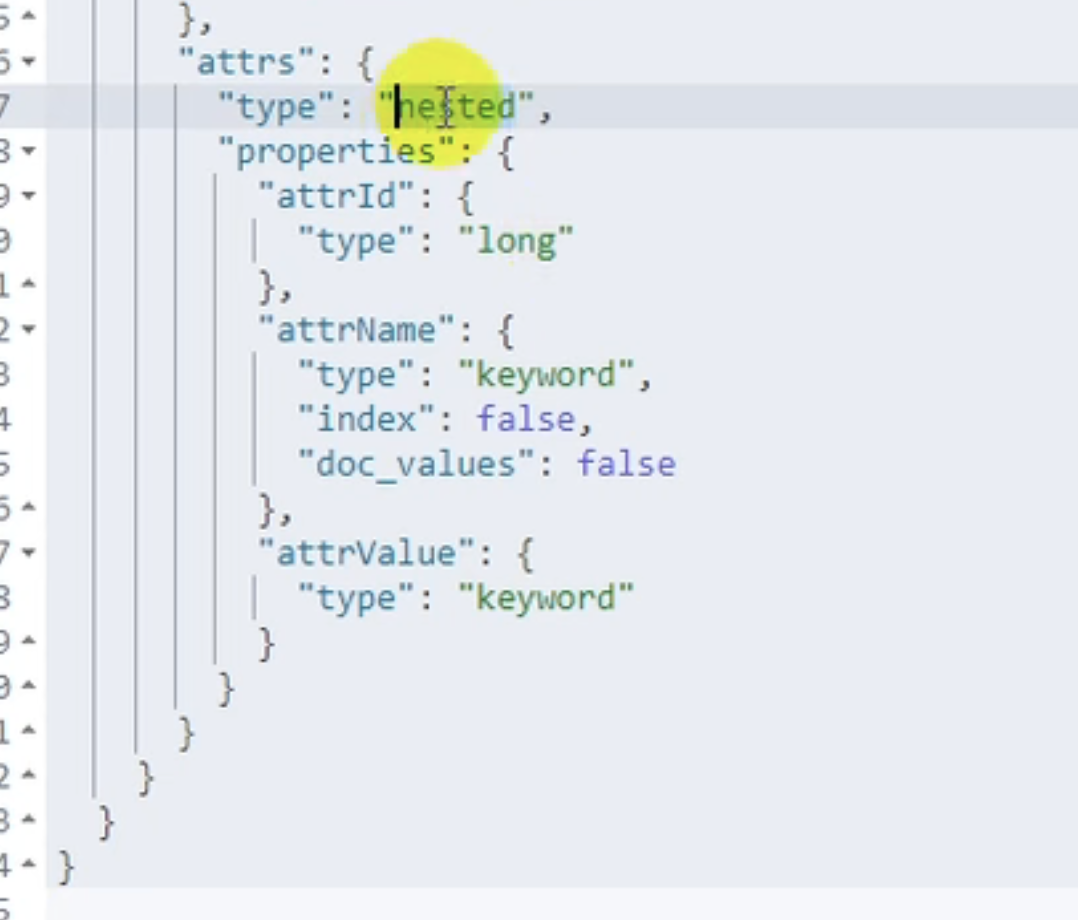 5 },
6 "attrs": {
7 "type": "nested",
8 "properties": {
9 "attrId": {
0 "type": "long"
1 },
2 "attrName": {
3 "type": "keyword",
4 "index": false,
5 "doc_values": false
6 },
7 "attrValue": {
8 "type": "keyword"
9 }
0 }
1 }
2 }
3 }
4 }
5